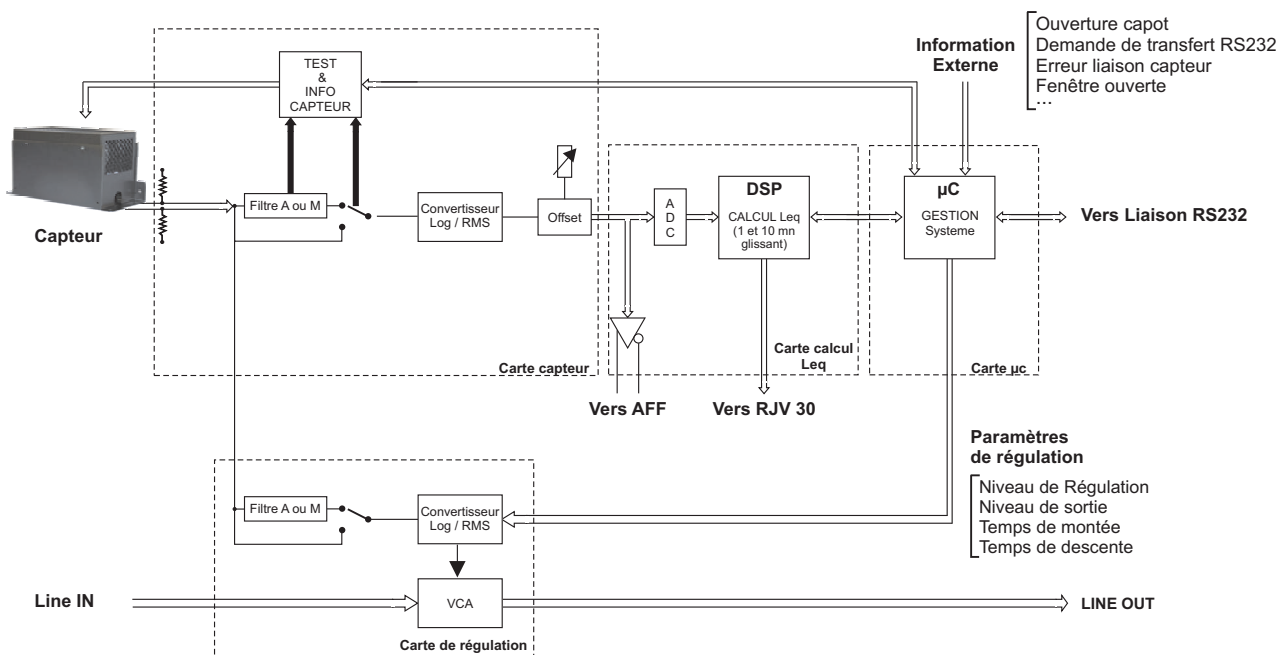 Information
Externe
Ouverture capot
Demande de transfert RS232
Erreur liaison capteur
Fenêtre ouverte
...
TEST
&
INFO
CAPTEUR
Capteur
Filtre A ou M
Convertisseur
Log / RMS
Offset
A
D
C
DSP
CALCUL Leq
(1 et 10 mn
glissant)
µC
GESTION
Systeme
Vers Liaison RS232
Carte capteur
Carte calcul
Leq
Carte µc
Vers AFF
Vers RJV 30
Paramètres
de régulation
Niveau de Régulation
Niveau de sortie
Temps de montée
Temps de descente
Filtre A ou M
Convertisseur
Log / RMS
Line IN
VCA
LINE OUT
Carte de régulation